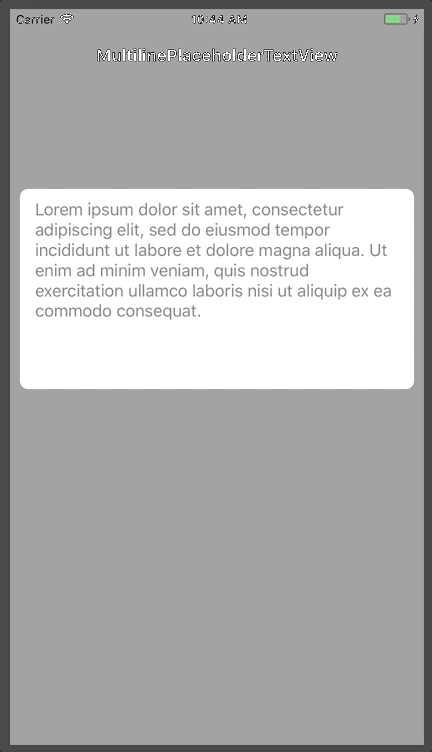 Carrier 10:44 AM
MultilinePlaceholderTextView
Lorem ipsum dolor sit amet, consectetur
adipiscing elit, sed do eiusmod tempor
incididunt ut labore et dolore magna aliqua. Ut
enim ad minim veniam, quis nostrud
exercitation ullamco laboris nisi ut aliquip ex ea
commodo consequat.